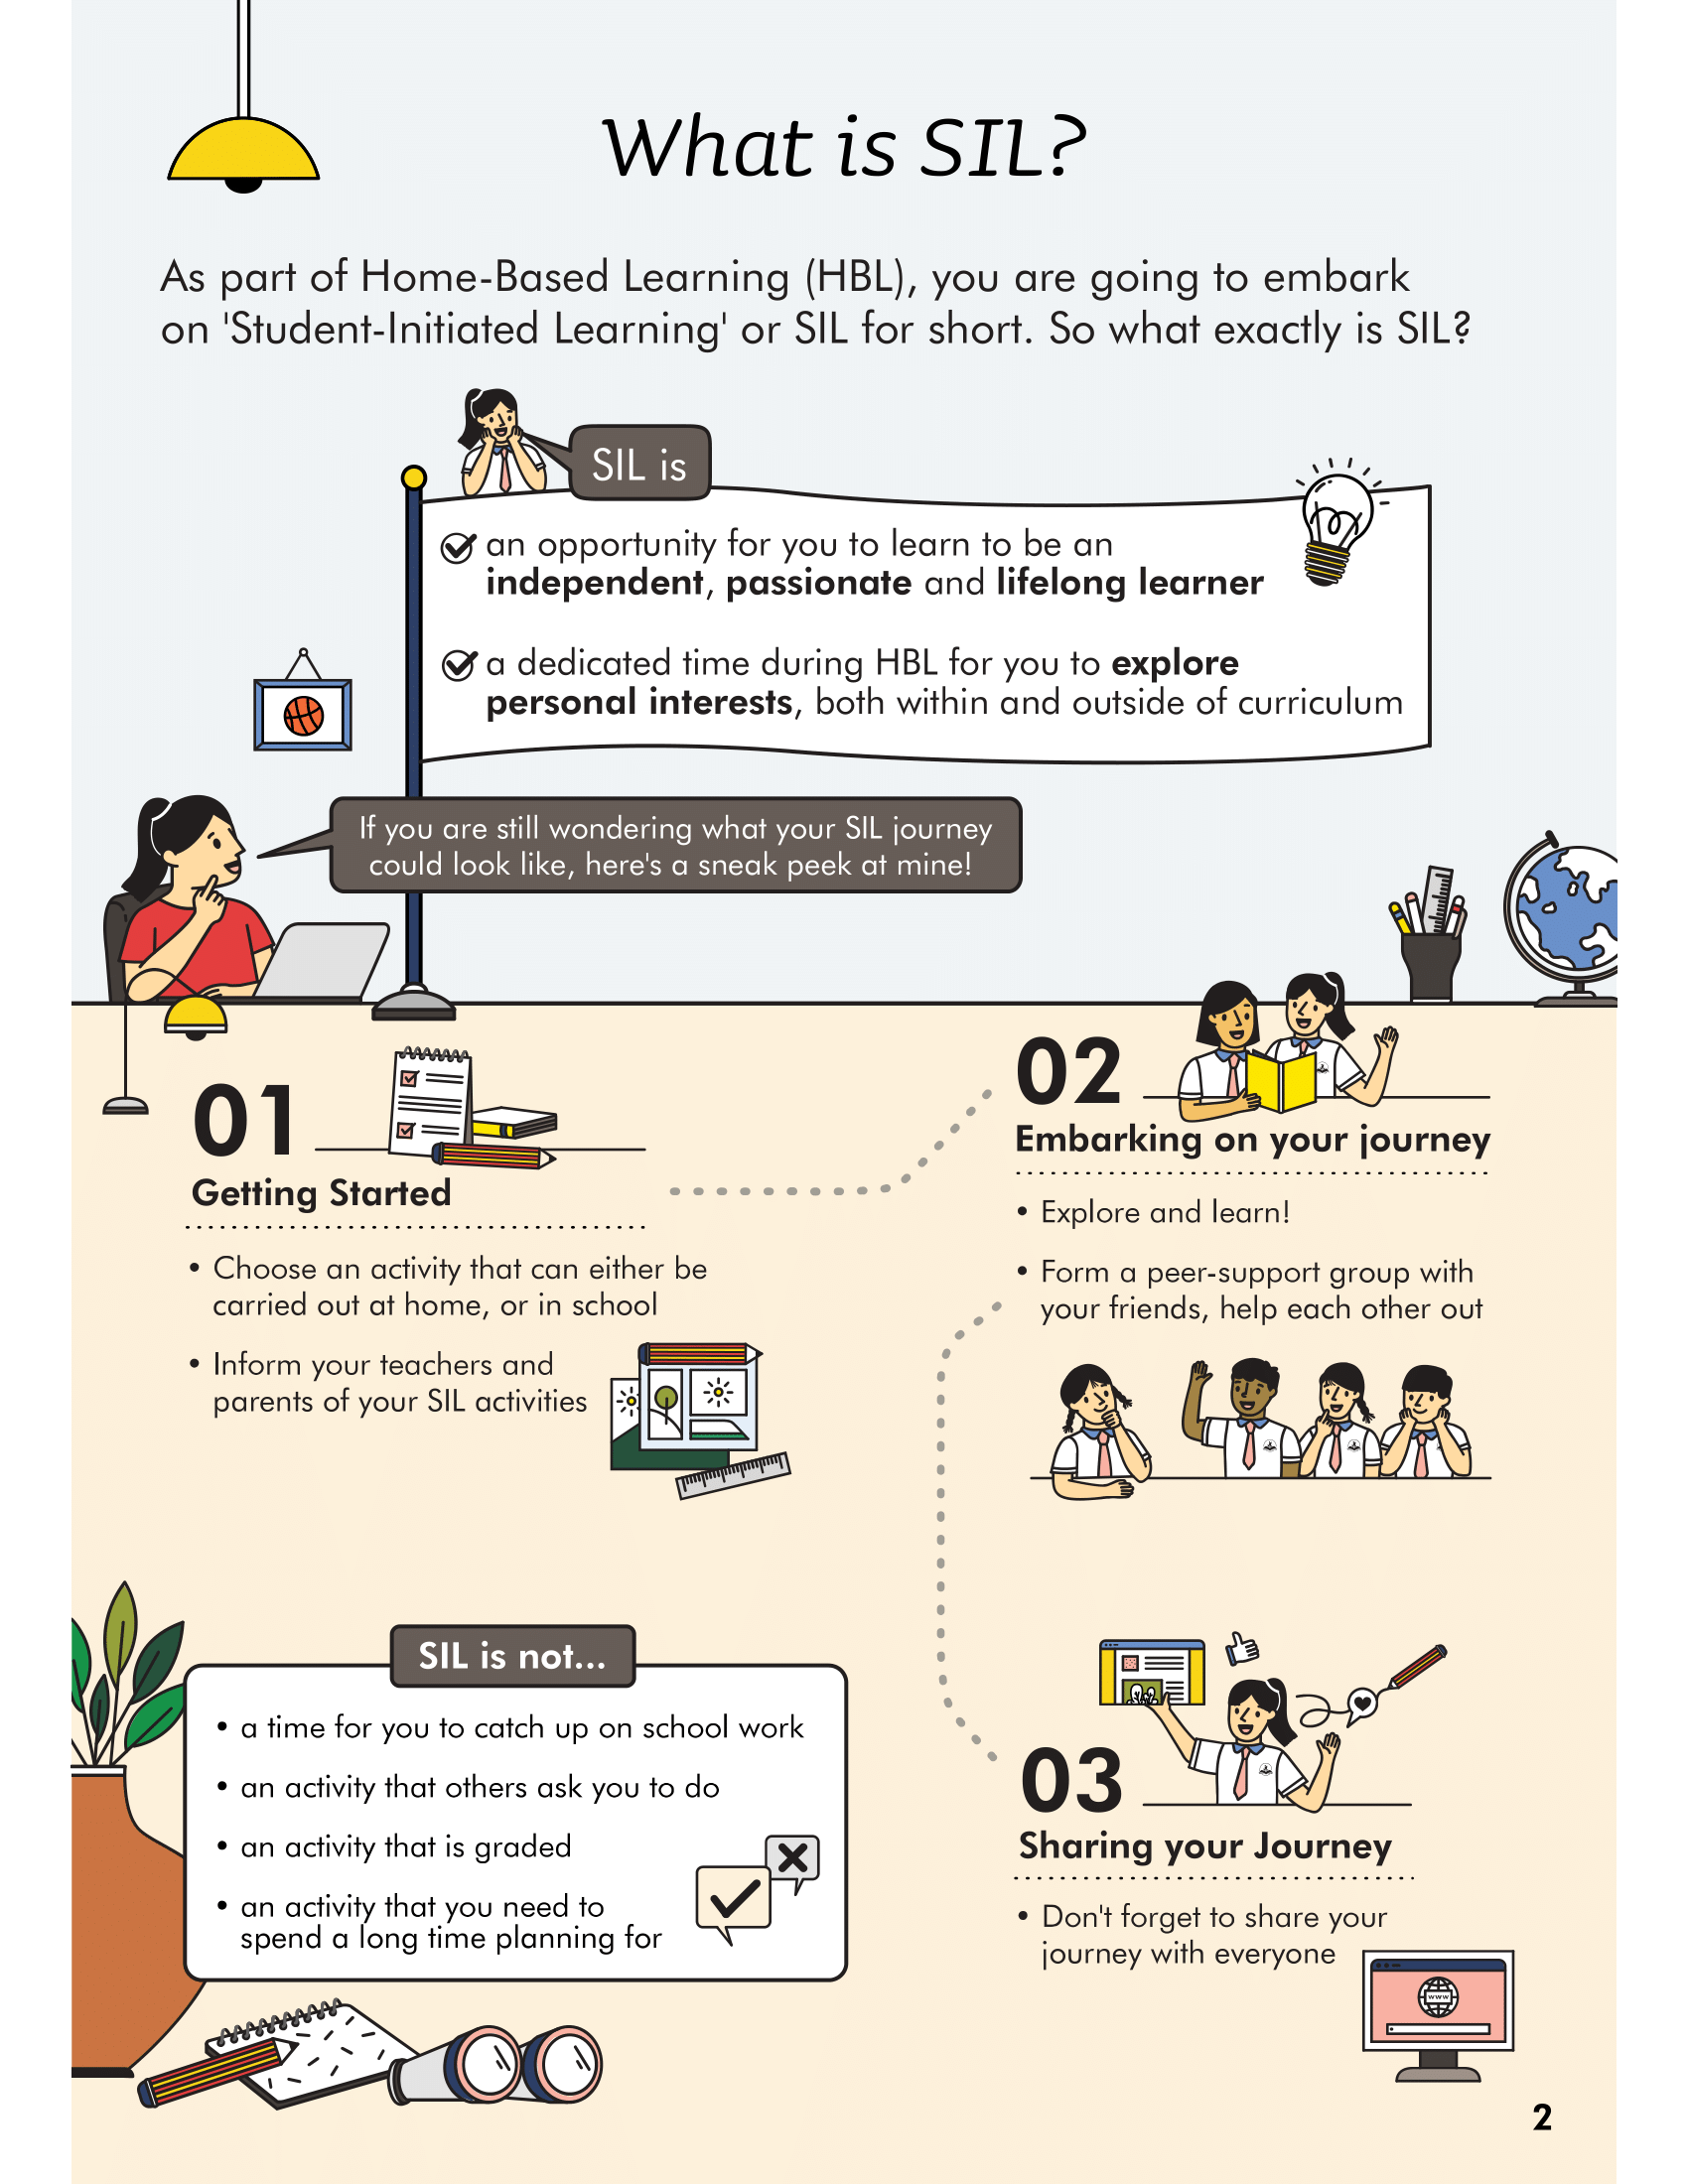 What is SIL?
As part of Home-Based Learning (HBL), you are going to embark
on 'Student-Initiated Learning' or SIL for short. So what exactly is SIL?
SIL is
an opportunity for you to learn to be an
independent, passionate and lifelong learner
a dedicated time during HBL for you to explore
personal interests, both within and outside of curriculum
If you are still wondering what your SIL journey
could look like, here's a sneak peek at mine!
01
Getting Started
• Choose an activity that can either be
carried out at home, or in school
• Inform your teachers and
parents of your SIL activities
02
Embarking on your journey
• Explore and learn!
• Form a peer-support group with
your friends, help each other out
SIL is not...
• a time for you to catch up on school work
• an activity that others ask you to do
• an activity that is graded
• an activity that you need to
spend a long time planning for
03
Sharing your Journey
• Don't forget to share your
journey with everyone
www
2